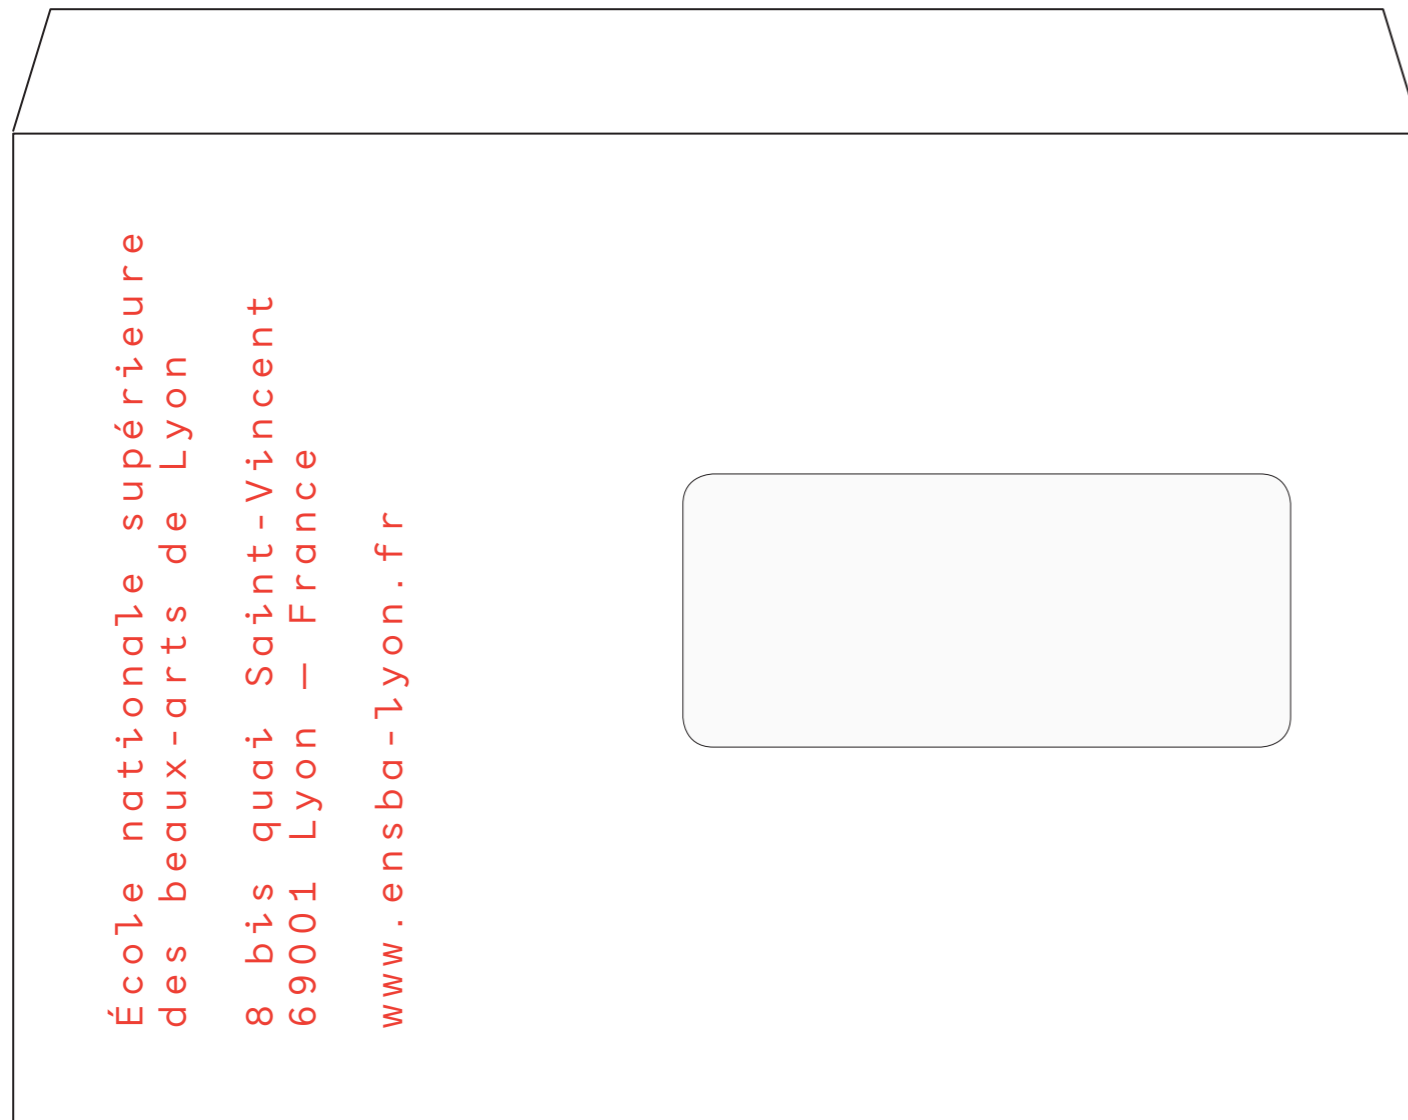 École nationale supérieure
des beaux-arts de Lyon
8 bis quai Saint-Vincent
69001 Lyon — France
www.ensba-lyon.fr